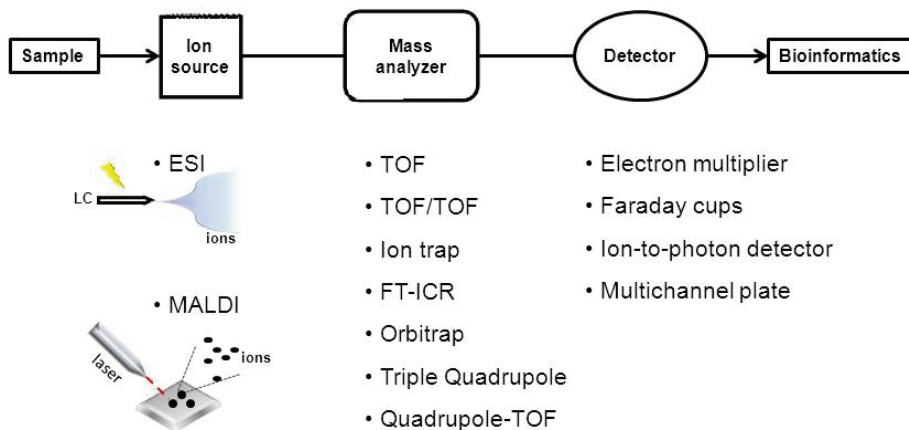 Sample
Ion
source
Mass
analyzer
Detector
Bioinformatics
• ESI
LC
ions
• MALDI
laser
ions
• TOF
• TOF/TOF
• Ion trap
• FT-ICR
• Orbitrap
• Triple Quadrupole
• Quadrupole-TOF
• Electron multiplier
• Faraday cups
• Ion-to-photon detector
• Multichannel plate